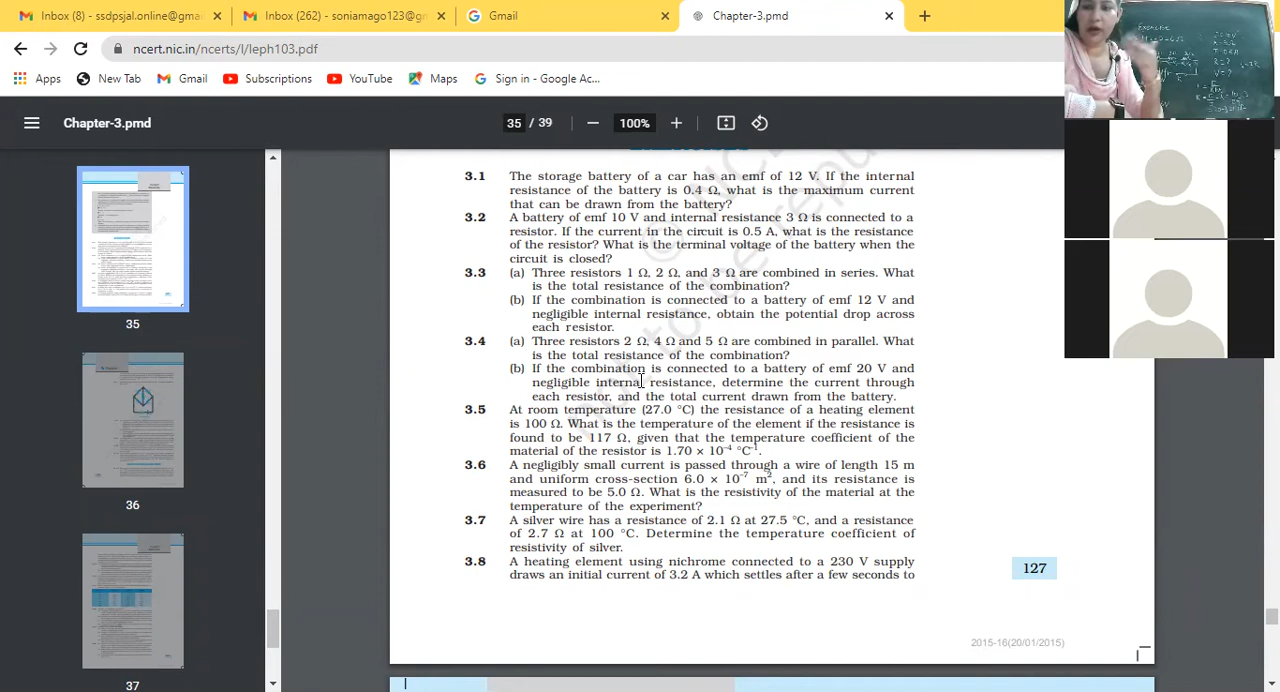 Inbox (8) - ssdpsjal.online@gma
Inbox (262) - soniamago123@g
Gmail
Chapter-3.pmd
ncert.nic.in/ncerts/l/leph103.pdf
Apps
New Tab
Gmail
Subscriptions
YouTube
Maps
Sign in - Google Ac...
Chapter-3.pmd
35 / 39
100%
35
36
37
3.1 The storage battery of a car has an emf of 12 V. If the internal
resistance of the battery is 0.4 Ω, what is the maximum current
that can be drawn from the battery?
3.2 A battery of emf 10 V and internal resistance 3 Ω is connected to a
resistor. If the current in the circuit is 0.5 A, what is the resistance
of the resistor? What is the terminal voltage of the battery when the
circuit is closed?
3.3 (a) Three resistors 1 Ω, 2 Ω, and 3 Ω are combined in series. What
is the total resistance of the combination?
(b) If the combination is connected to a battery of emf 12 V and
negligible internal resistance, obtain the potential drop across
each resistor.
3.4 (a) Three resistors 2 Ω, 4 Ω and 5 Ω are combined in parallel. What
is the total resistance of the combination?
(b) If the combination is connected to a battery of emf 20 V and
negligible internal resistance, determine the current through
each resistor, and the total current drawn from the battery.
3.5 At room temperature (27.0 °C) the resistance of a heating element
is 100 Ω. What is the temperature of the element if the resistance is
found to be 117 Ω, given that the temperature coefficient of the
material of the resistor is 1.70 × 10⁻⁴ °C⁻¹.
3.6 A negligibly small current is passed through a wire of length 15 m
and uniform cross-section 6.0 × 10⁻⁷ m², and its resistance is
measured to be 5.0 Ω. What is the resistivity of the material at the
temperature of the experiment?
3.7 A silver wire has a resistance of 2.1 Ω at 27.5 °C, and a resistance
of 2.7 Ω at 100 °C. Determine the temperature coefficient of
resistivity of silver.
3.8 A heating element using nichrome connected to a 230 V supply
draws an initial current of 3.2 A which settles after a few seconds to
127
2015-16(20/01/2015)
Exercise